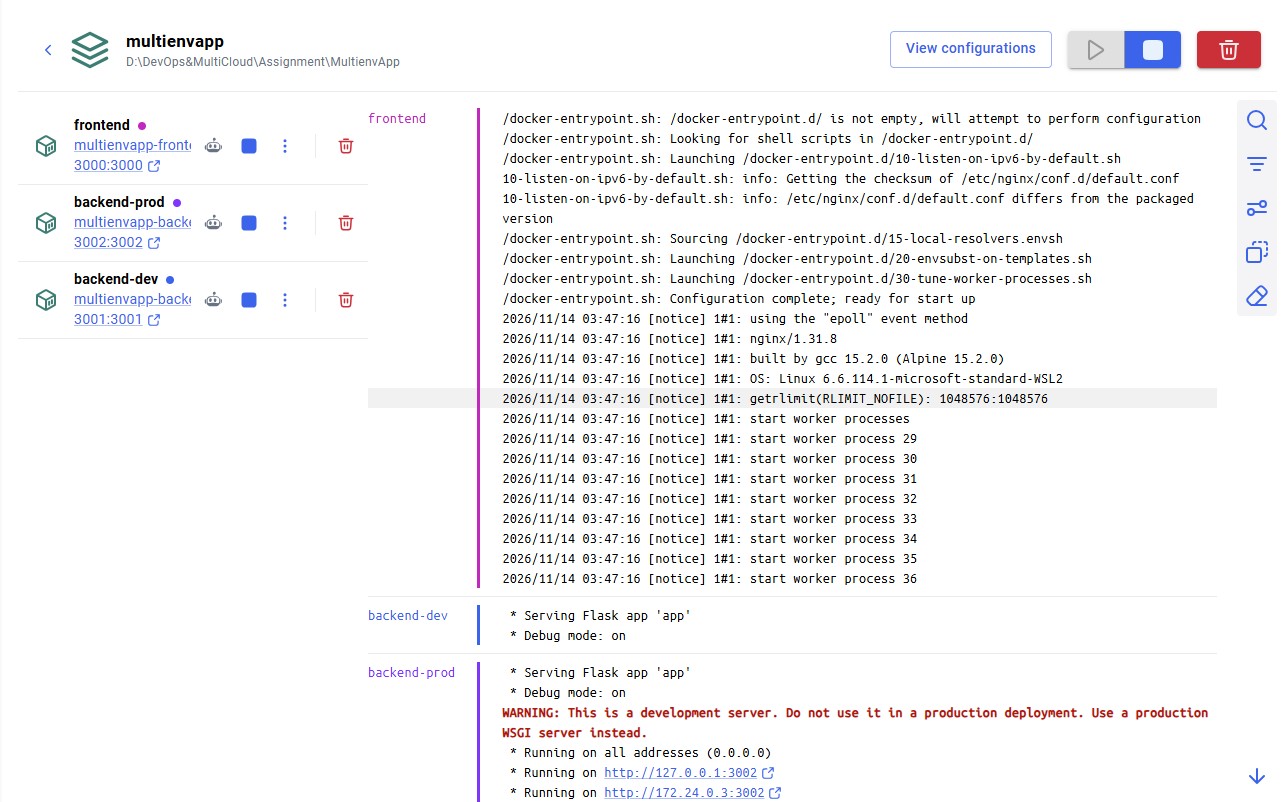 multienvapp
D:\DevOps&MultiCloud\Assignment\MultienvApp
View configurations
frontend
multienvapp-fronte
3000:3000
backend-prod
multienvapp-backe
3002:3002
backend-dev
multienvapp-backe
3001:3001
frontend
/docker-entrypoint.sh: /docker-entrypoint.d/ is not empty, will attempt to perform configuration
/docker-entrypoint.sh: Looking for shell scripts in /docker-entrypoint.d/
/docker-entrypoint.sh: Launching /docker-entrypoint.d/10-listen-on-ipv6-by-default.sh
10-listen-on-ipv6-by-default.sh: info: Getting the checksum of /etc/nginx/conf.d/default.conf
10-listen-on-ipv6-by-default.sh: info: /etc/nginx/conf.d/default.conf differs from the packaged
version
/docker-entrypoint.sh: Sourcing /docker-entrypoint.d/15-local-resolvers.envsh
/docker-entrypoint.sh: Launching /docker-entrypoint.d/20-envsubst-on-templates.sh
/docker-entrypoint.sh: Launching /docker-entrypoint.d/30-tune-worker-processes.sh
/docker-entrypoint.sh: Configuration complete; ready for start up
2026/11/14 03:47:16 [notice] 1#1: using the "epoll" event method
2026/11/14 03:47:16 [notice] 1#1: nginx/1.31.8
2026/11/14 03:47:16 [notice] 1#1: built by gcc 15.2.0 (Alpine 15.2.0)
2026/11/14 03:47:16 [notice] 1#1: OS: Linux 6.6.114.1-microsoft-standard-WSL2
2026/11/14 03:47:16 [notice] 1#1: getrlimit(RLIMIT_NOFILE): 1048576:1048576
2026/11/14 03:47:16 [notice] 1#1: start worker processes
2026/11/14 03:47:16 [notice] 1#1: start worker process 29
2026/11/14 03:47:16 [notice] 1#1: start worker process 30
2026/11/14 03:47:16 [notice] 1#1: start worker process 31
2026/11/14 03:47:16 [notice] 1#1: start worker process 32
2026/11/14 03:47:16 [notice] 1#1: start worker process 33
2026/11/14 03:47:16 [notice] 1#1: start worker process 34
2026/11/14 03:47:16 [notice] 1#1: start worker process 35
2026/11/14 03:47:16 [notice] 1#1: start worker process 36
backend-dev
* Serving Flask app 'app'
* Debug mode: on
backend-prod
* Serving Flask app 'app'
* Debug mode: on
WARNING: This is a development server. Do not use it in a production deployment. Use a production
WSGI server instead.
* Running on all addresses (0.0.0.0)
* Running on http://127.0.0.1:3002
* Running on http://172.24.0.3:3002